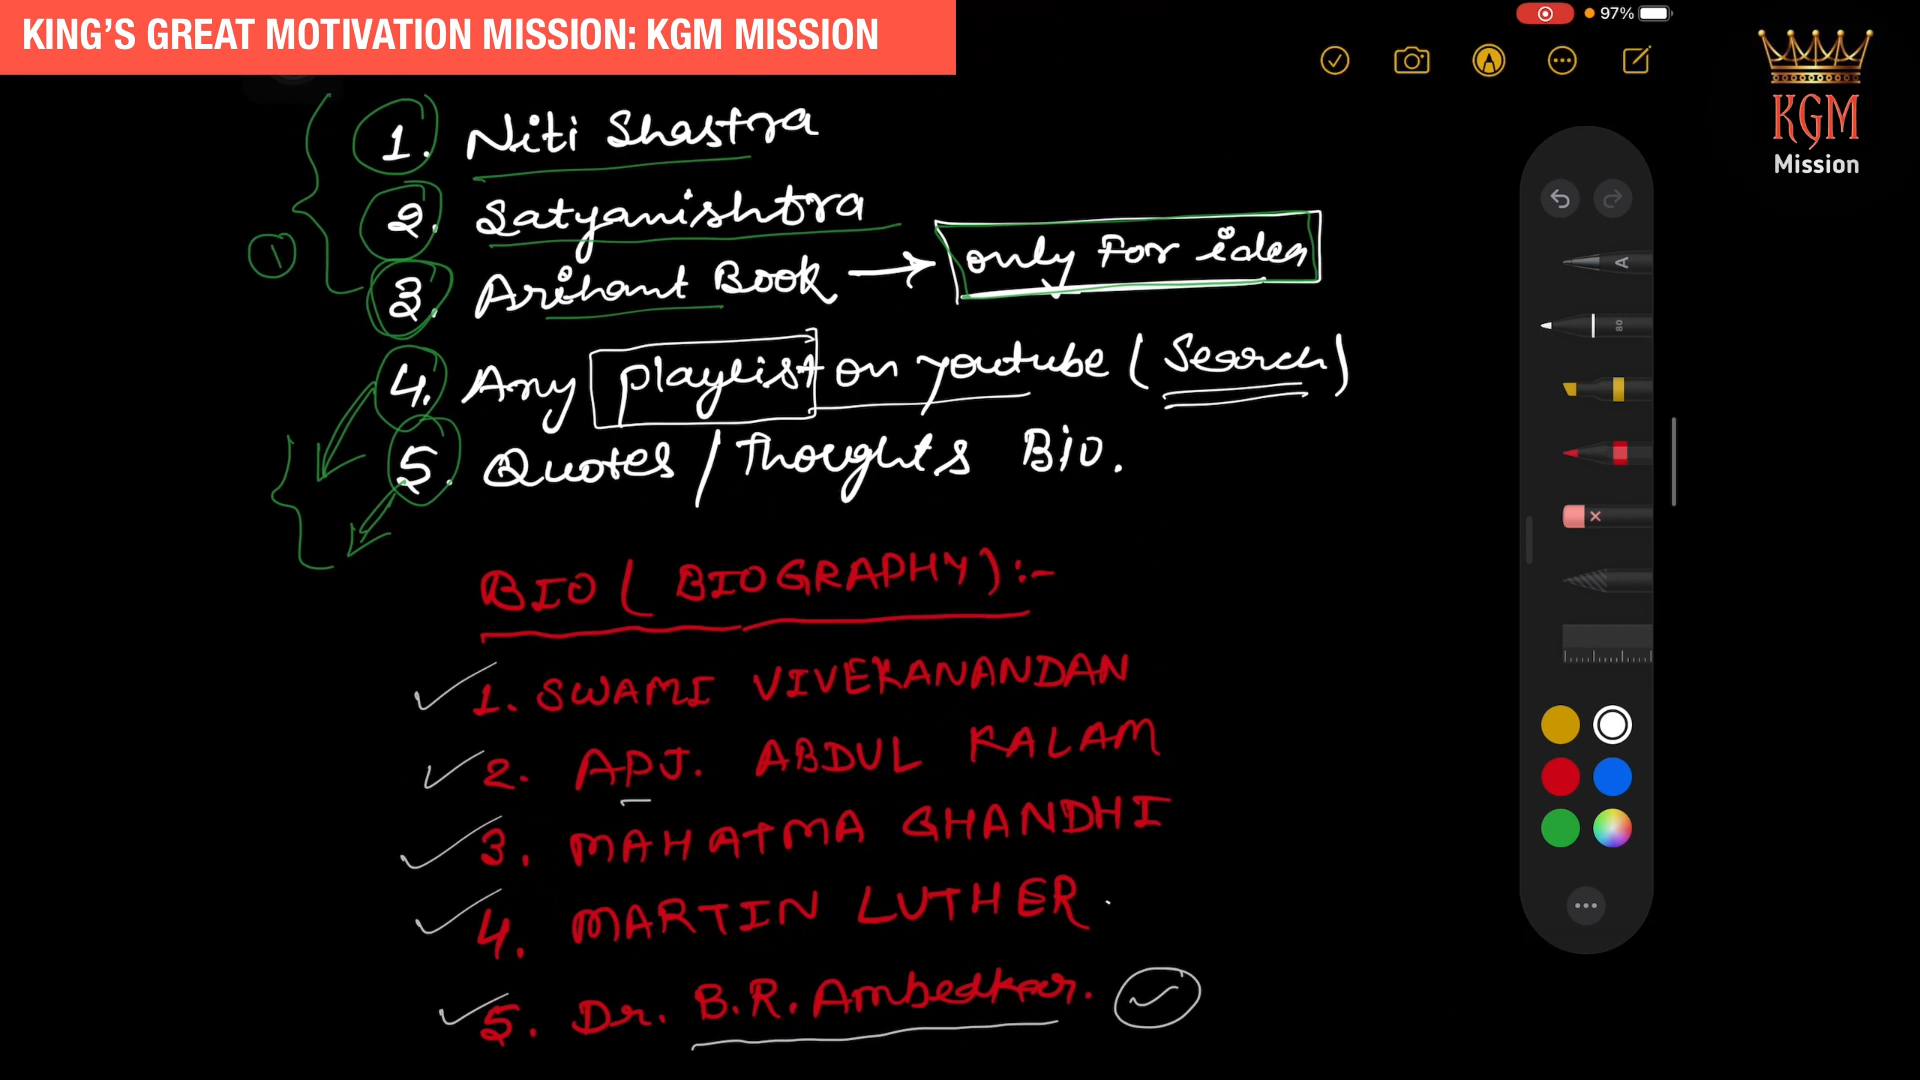 KING'S GREAT MOTIVATION MISSION: KGM MISSION
97%
KGM
Mission
1. Niti Shastra
2. Satyanishtra
3. Arihant Book → only For idea
1
4. Any playlist on youtube (Search)
5. Quotes / Thoughts Bio.
BIO ( BIOGRAPHY) :-
1. SWAMI VIVEKANANDAN
2. APJ. ABDUL KALAM
3. MAHATMA GHANDHI
4. MARTIN LUTHER.
5. Dr. B.R. Ambedkar.
A
80